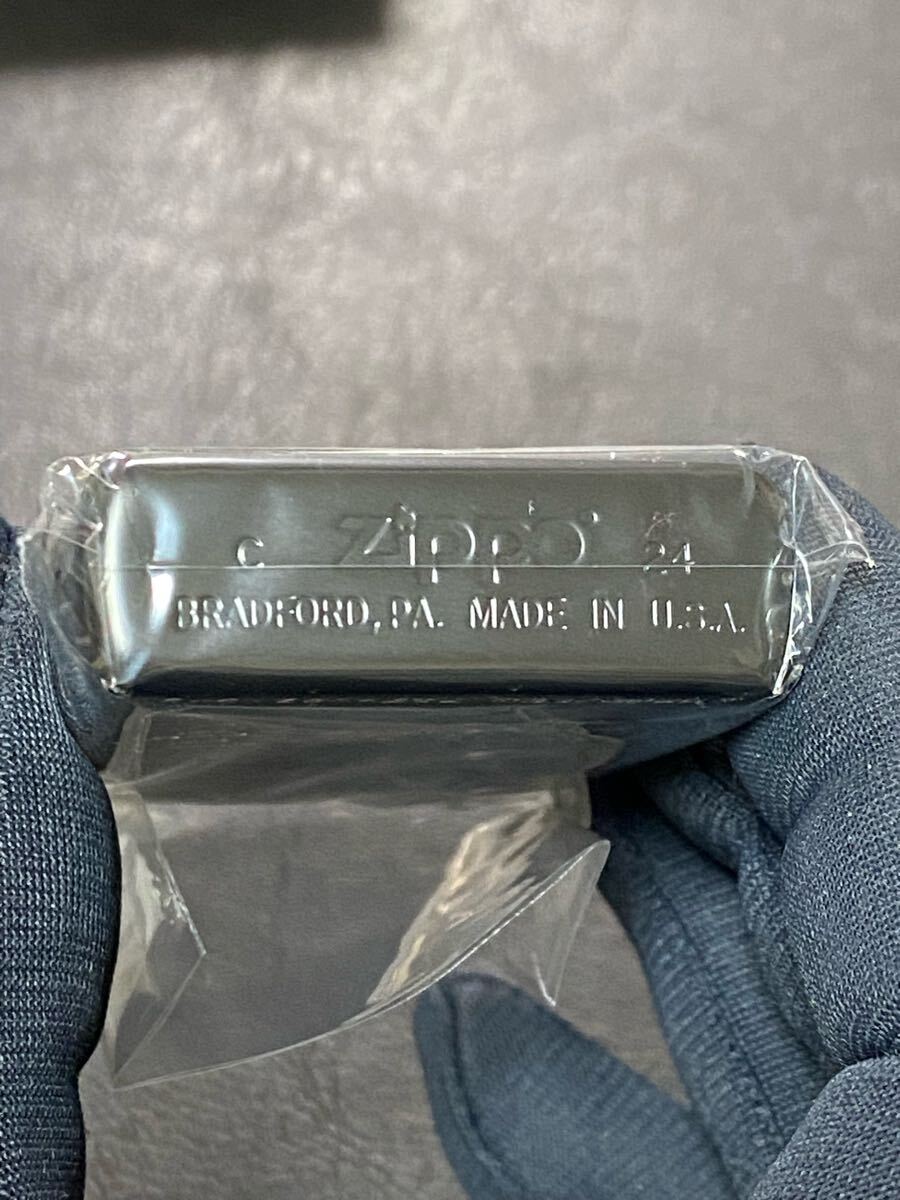 C Zippo 24
BRADFORD, PA. MADE IN U.S.A.